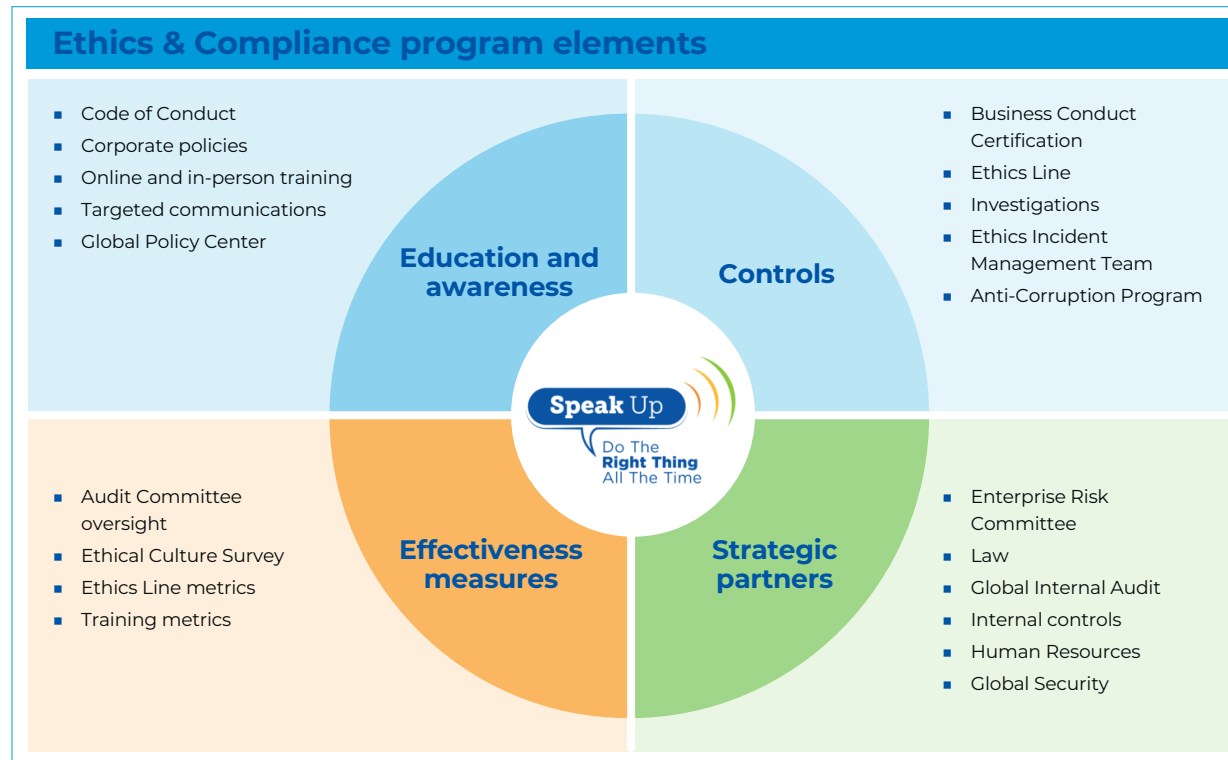 Ethics & Compliance program elements
▪ Code of Conduct
▪ Corporate policies
▪ Online and in-person training
▪ Targeted communications
▪ Global Policy Center
Education and
awareness
Controls
▪ Business Conduct
Certification
▪ Ethics Line
▪ Investigations
▪ Ethics Incident
Management Team
▪ Anti-Corruption Program
Speak Up
Do The
Right Thing
All The Time
▪ Audit Committee
oversight
▪ Ethical Culture Survey
▪ Ethics Line metrics
▪ Training metrics
Effectiveness
measures
Strategic
partners
▪ Enterprise Risk
Committee
▪ Law
▪ Global Internal Audit
▪ Internal controls
▪ Human Resources
▪ Global Security